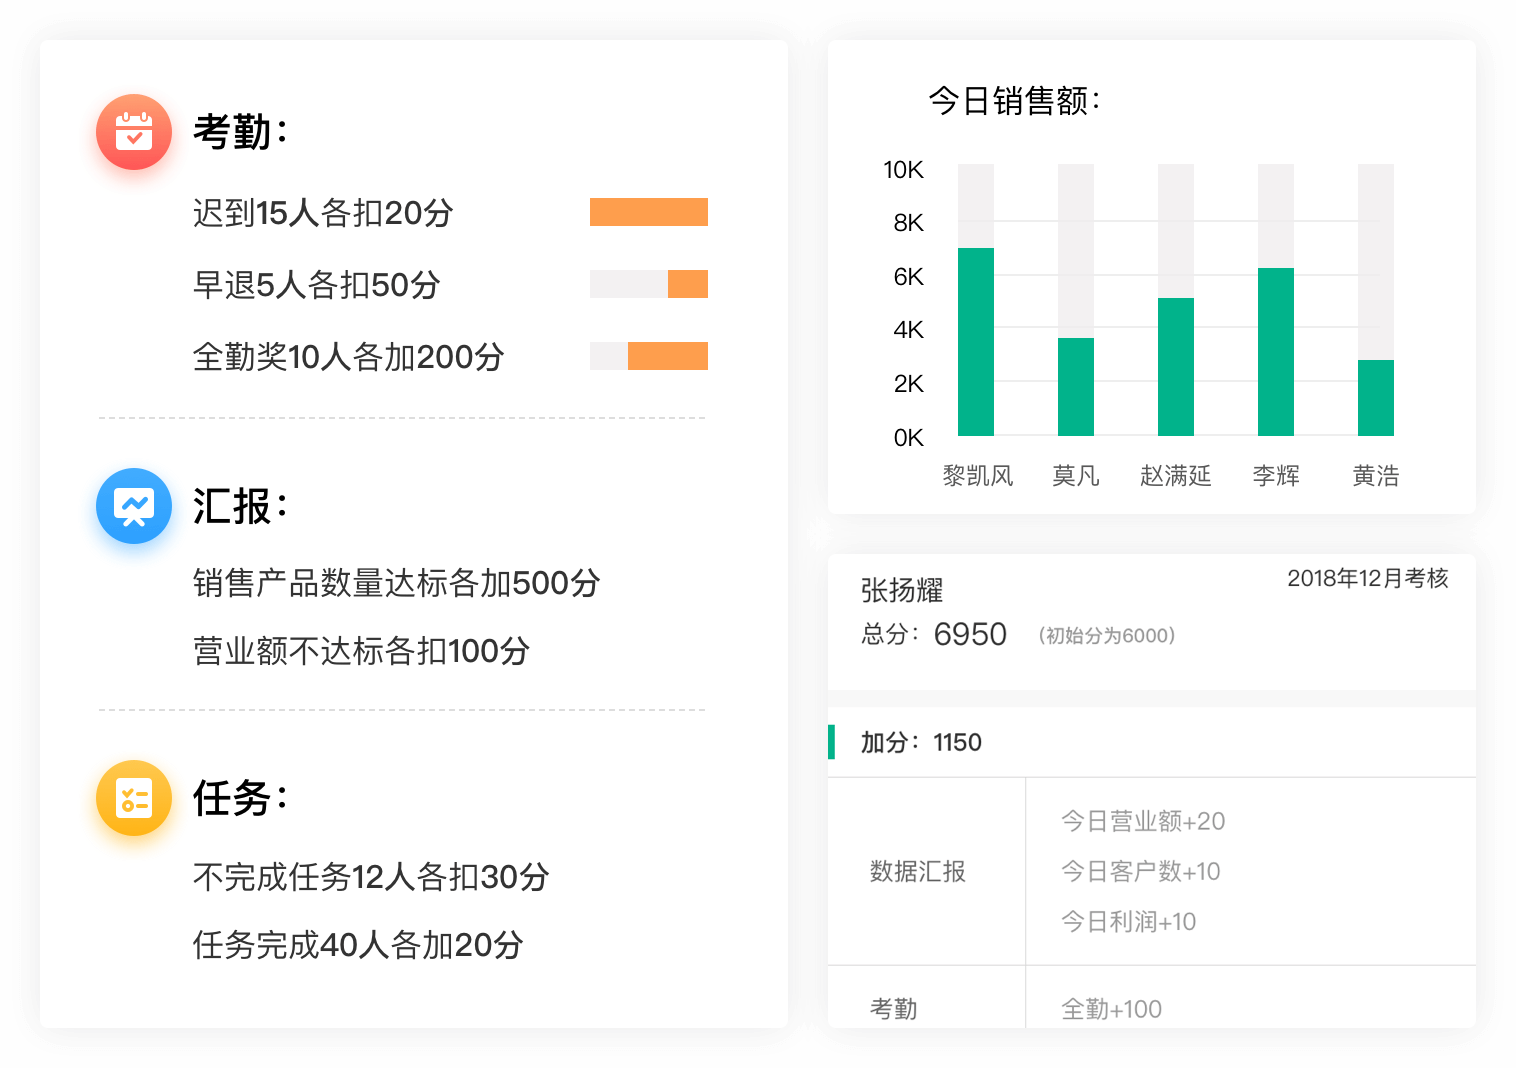 考勤：
迟到15人各扣20分
早退5人各扣50分
全勤奖10人各加200分
汇报：
销售产品数量达标各加500分
营业额不达标各扣100分
任务：
不完成任务12人各扣30分
任务完成40人各加20分
今日销售额：
10K
8K
6K
4K
2K
0K
黎凯风 莫凡 赵满延 李辉 黄浩
张扬耀
2018年12月考核
总分：6950 （初始分为6000）
加分：1150
数据汇报
今日营业额+20
今日客户数+10
今日利润+10
考勤
全勤+100